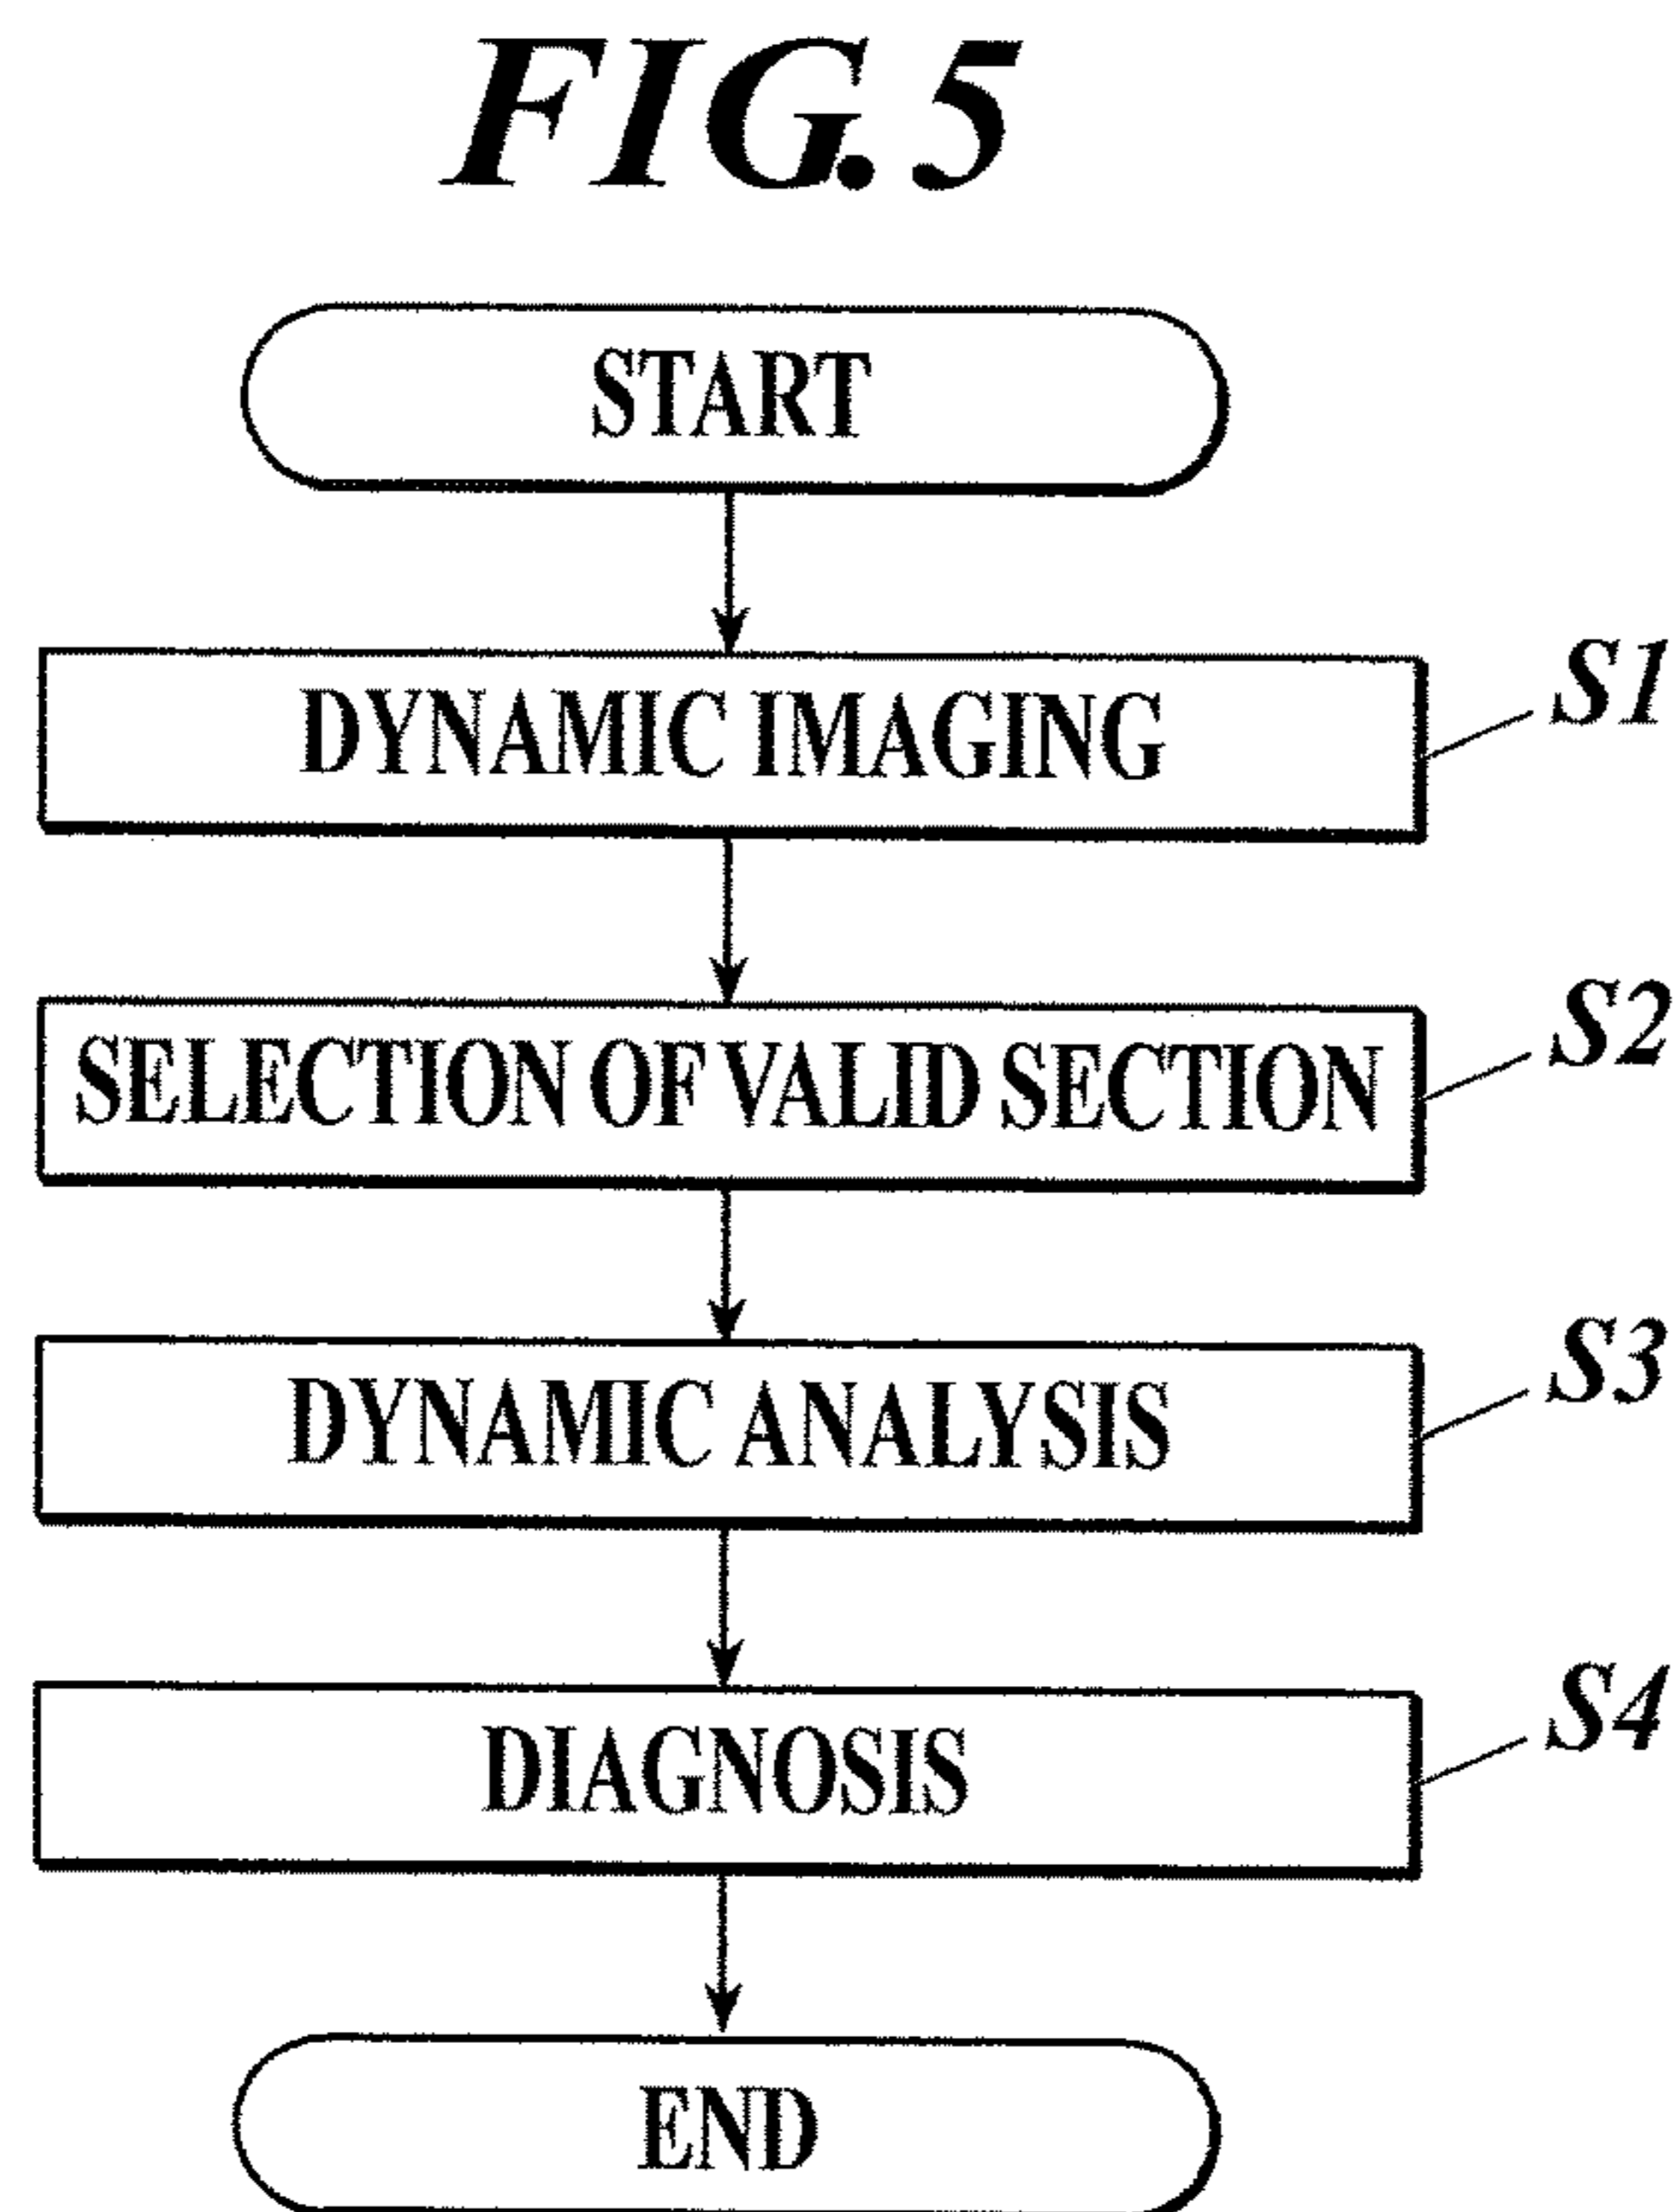 FIG. 5
START
DYNAMIC IMAGING
S1
SELECTION OF VALID SECTION
S2
DYNAMIC ANALYSIS
S3
DIAGNOSIS
S4
END